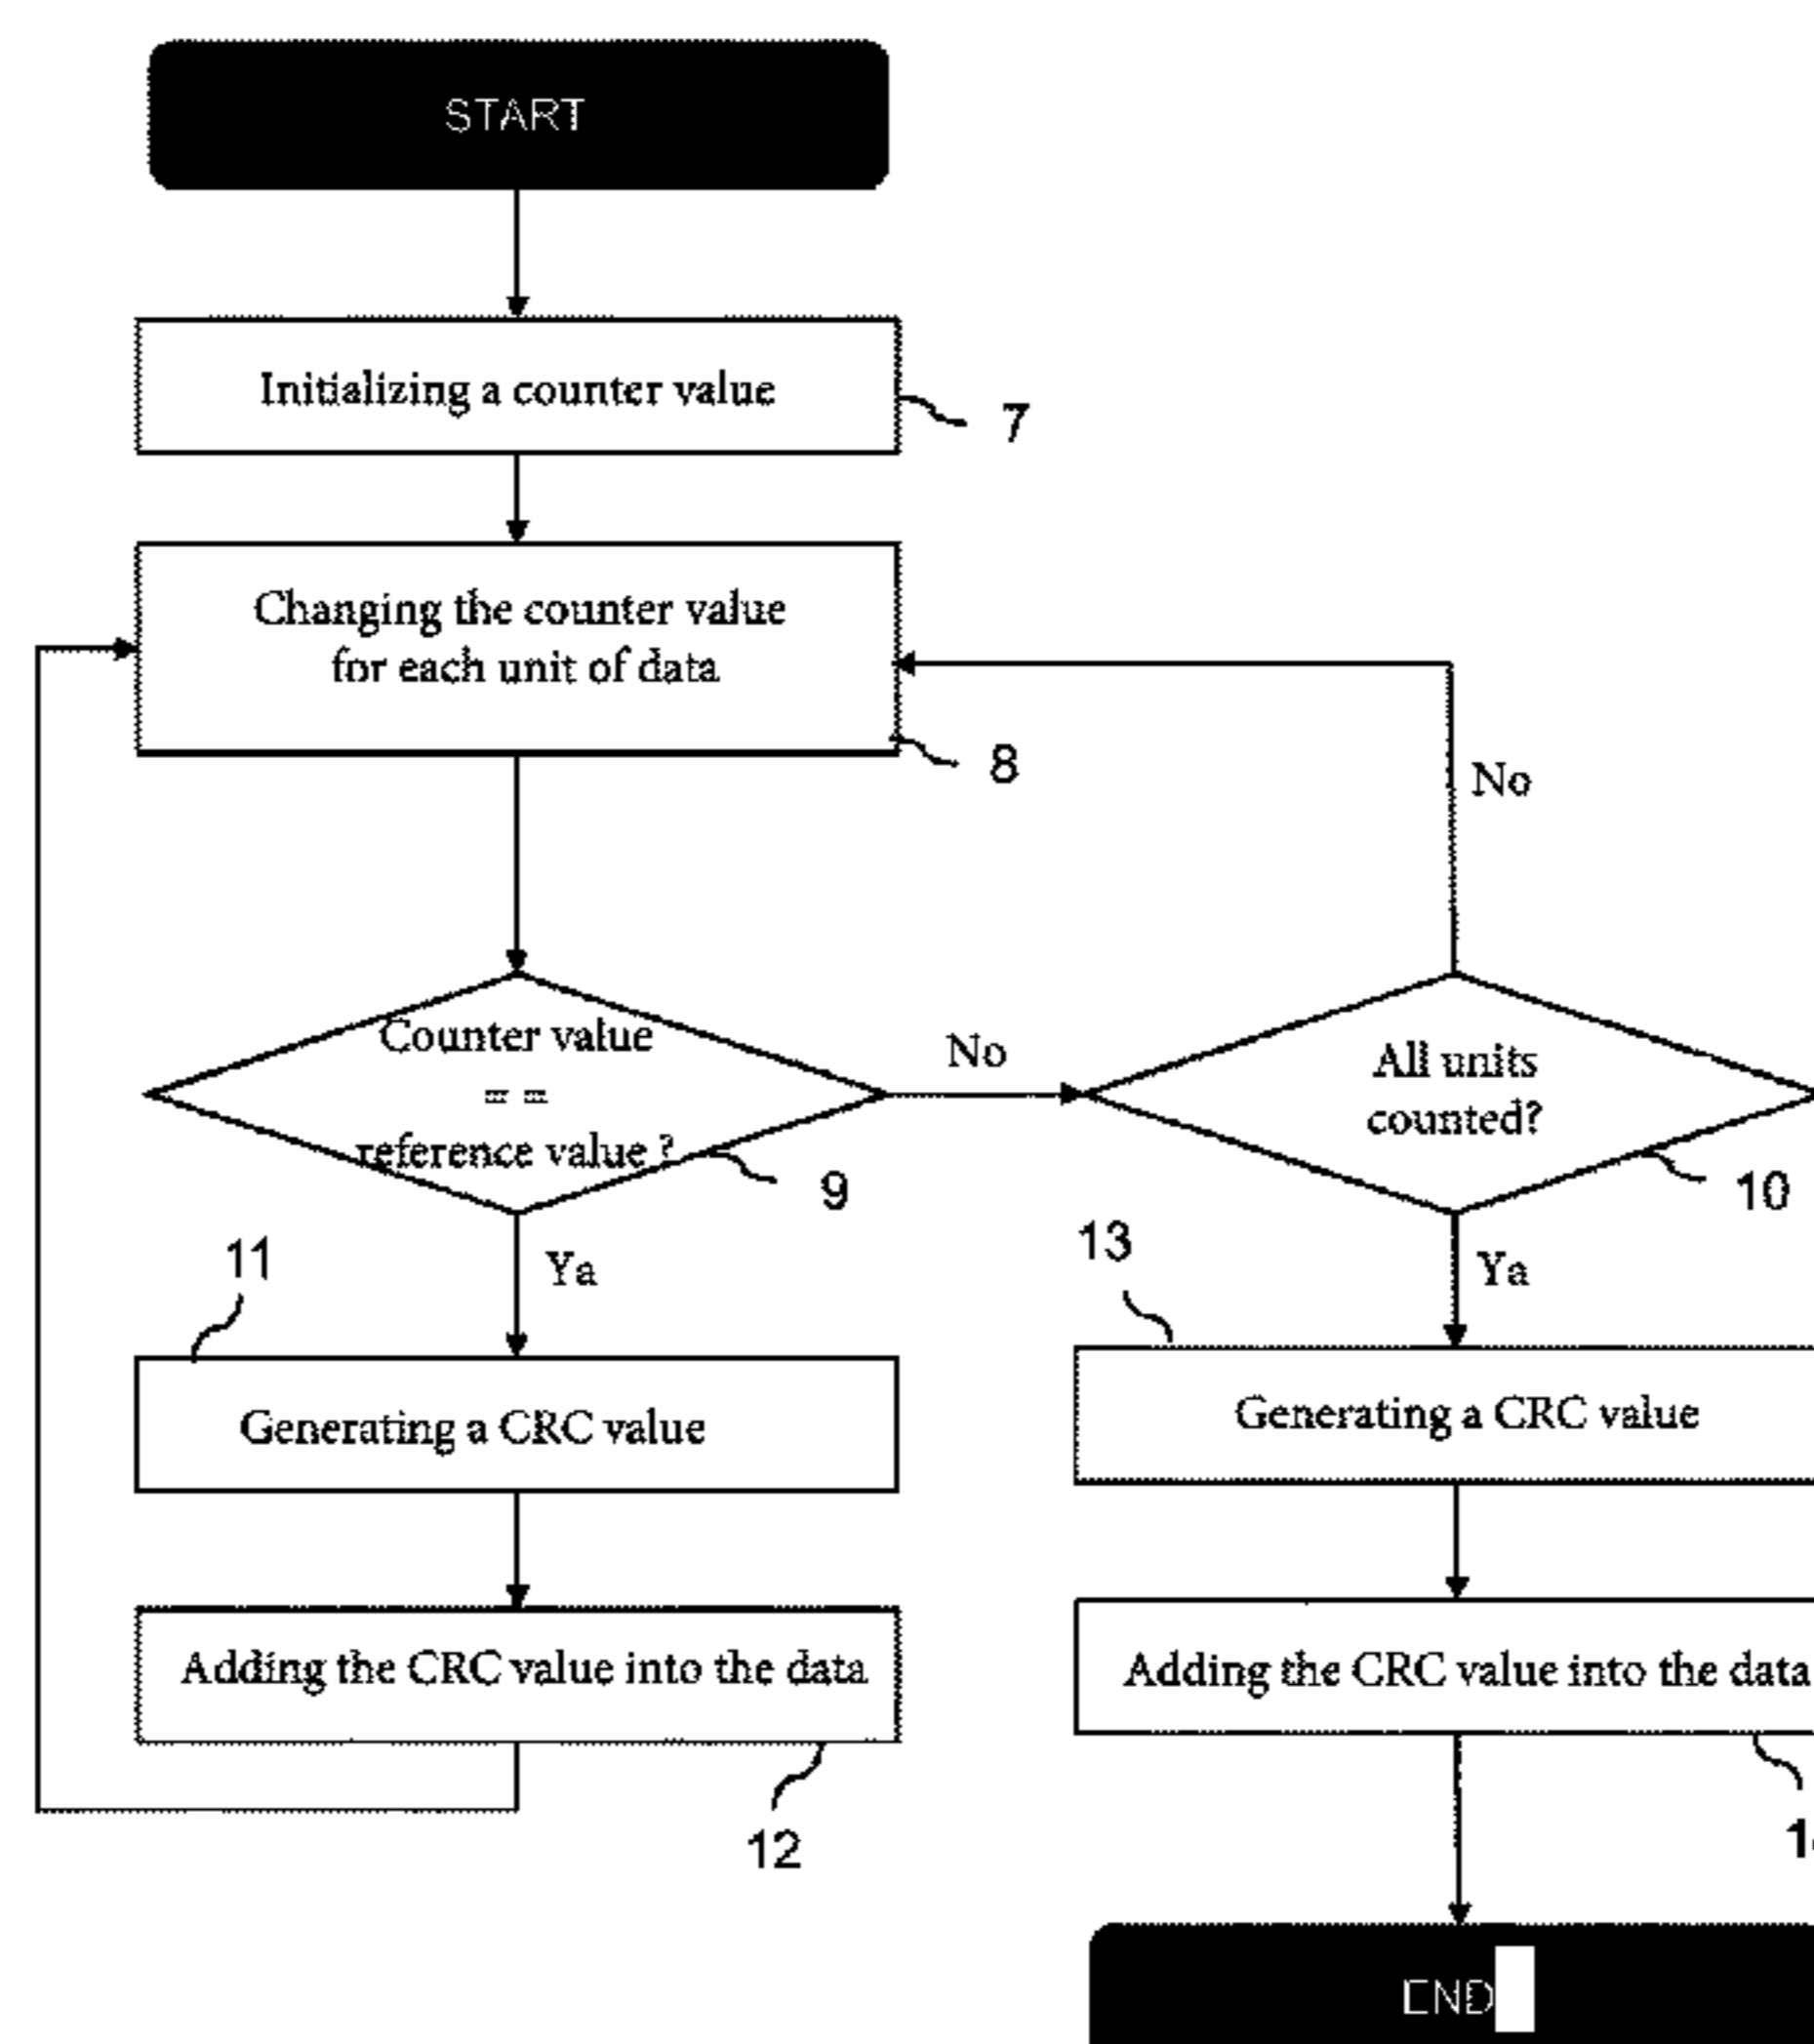 START
Initializing a counter value
7
Changing the counter value
for each unit of data
8
No
Counter value
= =
reference value ?
9
No
All units
counted?
10
11
Ya
13
Ya
Generating a CRC value
Generating a CRC value
Adding the CRC value into the data
Adding the CRC value into the data
12
END